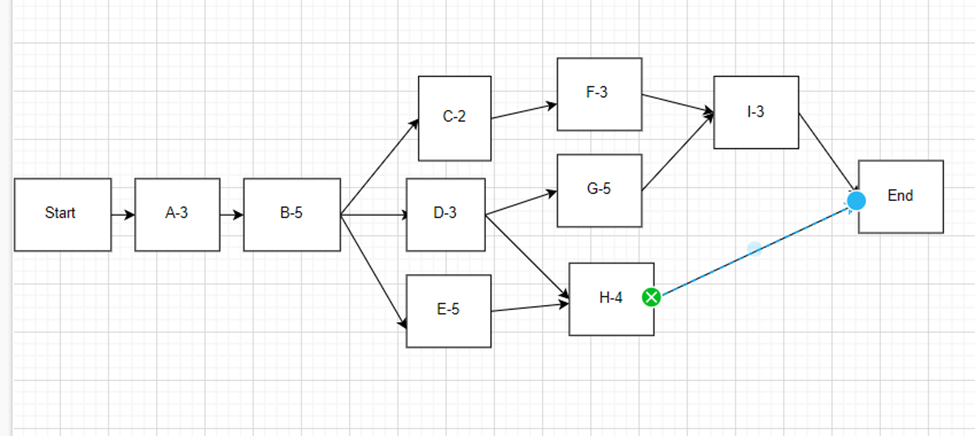 Start
A-3
B-5
C-2
D-3
E-5
F-3
G-5
H-4
I-3
End